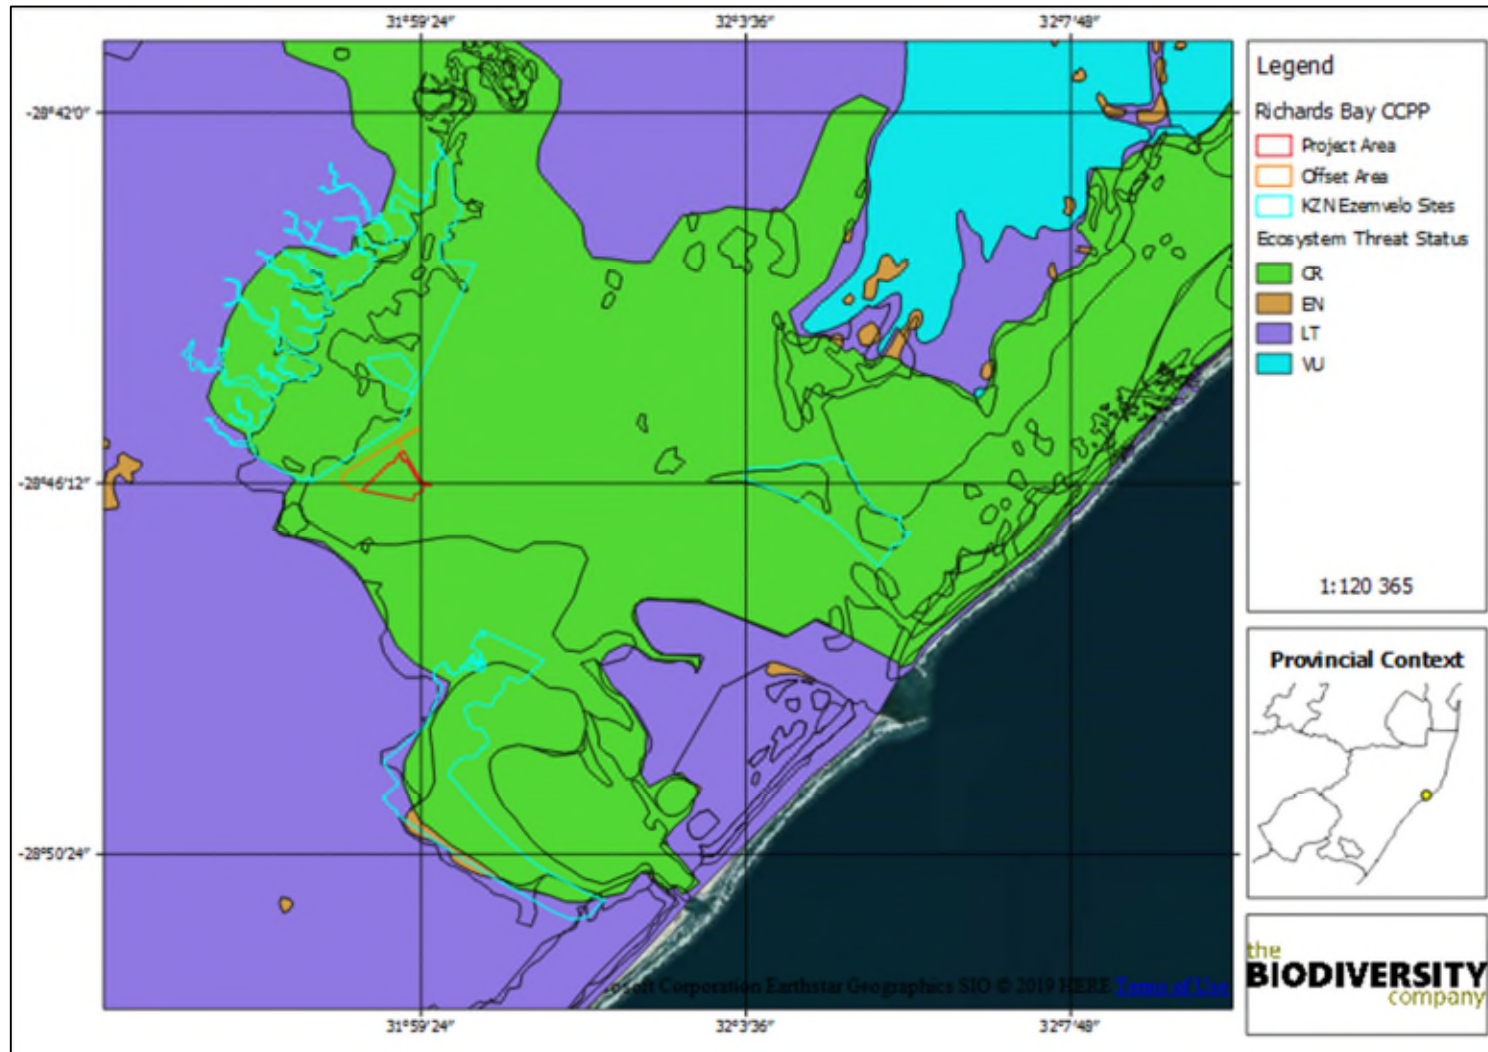 31°59'24"
32°3'36"
32°7'48"
-28°42'0"
-28°46'12"
-28°50'24"
31°59'24"
32°3'36"
32°7'48"
Corporation Earthstar Geographics SIO © 2019 HERE Terms of Use
Legend
Richards Bay CCPP
Project Area
Offset Area
KZN Ezemvelo Sites
Ecosystem Threat Status
CR
EN
LT
VU
1:120 365
Provincial Context
the
BIODIVERSITY
company